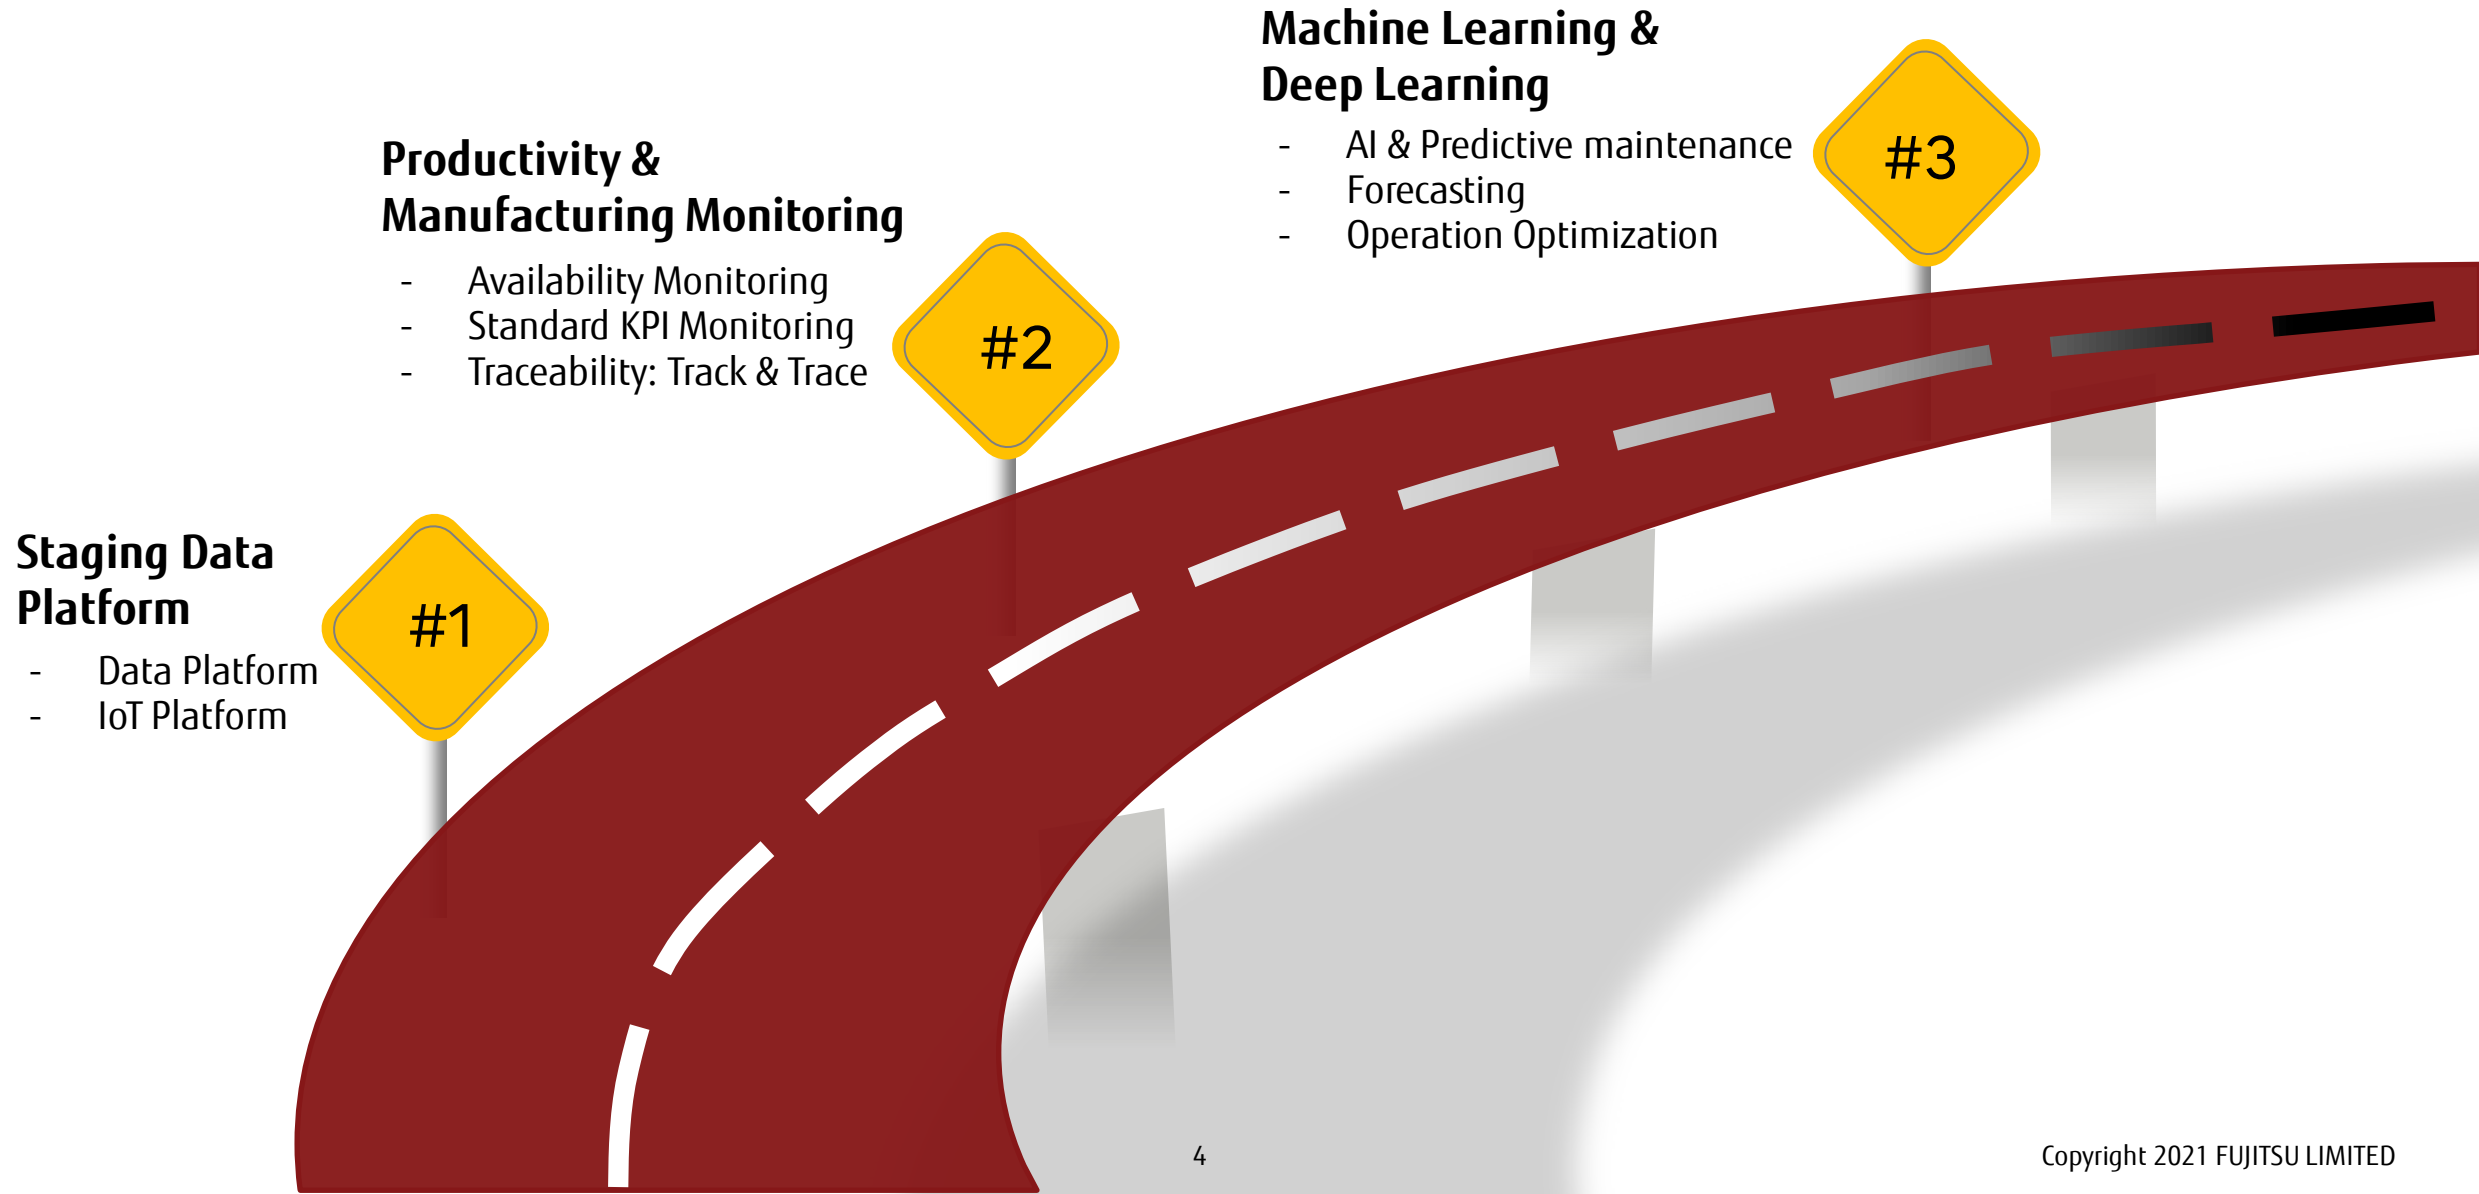 Staging Data
Platform
- Data Platform
- IoT Platform
#1
Productivity &
Manufacturing Monitoring
- Availability Monitoring
- Standard KPI Monitoring
- Traceability: Track & Trace
#2
Machine Learning &
Deep Learning
- AI & Predictive maintenance
- Forecasting
- Operation Optimization
#3
4
Copyright 2021 FUJITSU LIMITED